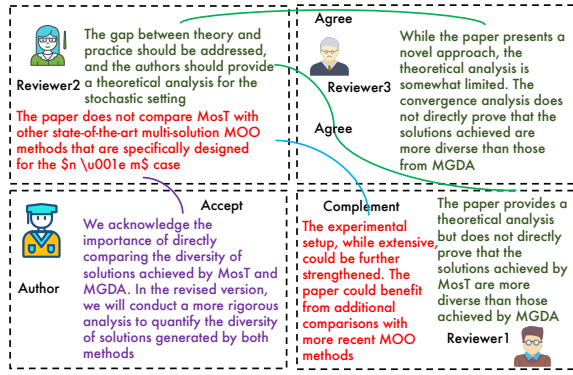 Agree
The gap between theory and
practice should be addressed,
and the authors should provide
a theoretical analysis for the
stochastic setting
Reviewer2
The paper does not compare MosT with
other state-of-the-art multi-solution MOO
methods that are specifically designed
for the $n \u001e m$ case
While the paper presents a
novel approach, the
theoretical analysis is
somewhat limited. The
convergence analysis does
not directly prove that the
solutions achieved are
more diverse than those
from MGDA
Reviewer3
Agree
Accept
We acknowledge the
importance of directly
comparing the diversity of
solutions achieved by MosT and
MGDA. In the revised version,
we will conduct a more rigorous
analysis to quantify the diversity
of solutions generated by both
methods
Author
Complement
The experimental
setup, while extensive,
could be further
strengthened. The
paper could benefit
from additional
comparisons with
more recent MOO
methods
The paper provides a
theoretical analysis
but does not directly
prove that the
solutions achieved by
MosT are more
diverse than those
achieved by MGDA
Reviewer1